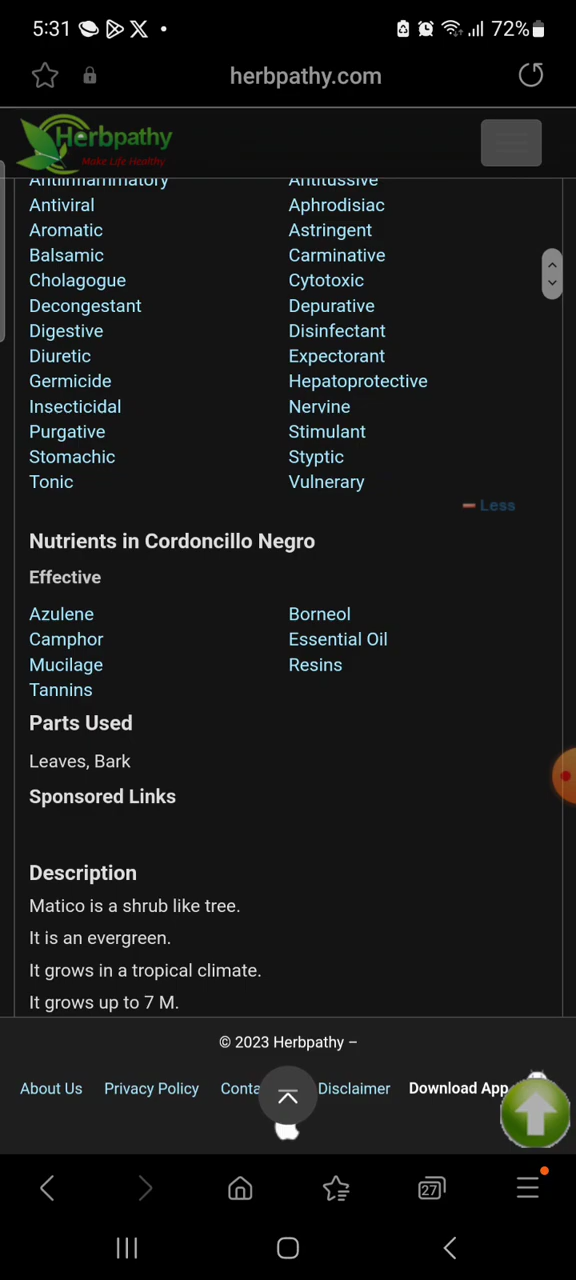 5:31
72%
herbpathy.com
Herbpathy
Make Life Healthy
Antiinflammatory Antitussive
Antiviral Aphrodisiac
Aromatic Astringent
Balsamic Carminative
Cholagogue Cytotoxic
Decongestant Depurative
Digestive Disinfectant
Diuretic Expectorant
Germicide Hepatoprotective
Insecticidal Nervine
Purgative Stimulant
Stomachic Styptic
Tonic Vulnerary
Less
Nutrients in Cordoncillo Negro
Effective
Azulene Borneol
Camphor Essential Oil
Mucilage Resins
Tannins
Parts Used
Leaves, Bark
Sponsored Links
Description
Matico is a shrub like tree.
It is an evergreen.
It grows in a tropical climate.
It grows up to 7 M.
© 2023 Herbpathy –
About Us Privacy Policy Conta Disclaimer Download App
27